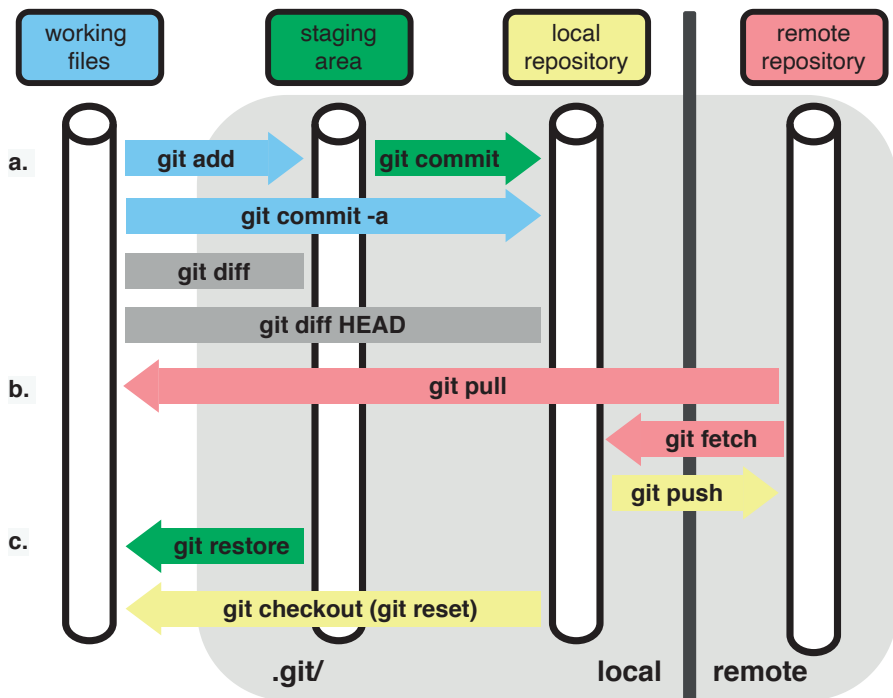 working
files
staging
area
local
repository
remote
repository
a.
git add
git commit
git commit -a
git diff
git diff HEAD
b.
git pull
git fetch
git push
c.
git restore
git checkout (git reset)
.git/
local
remote